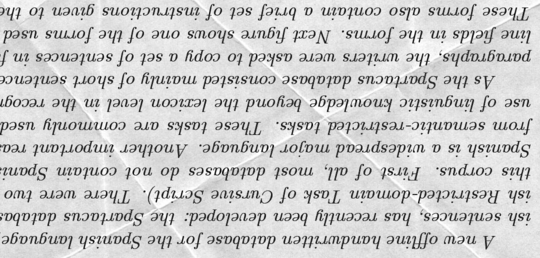 A new offline handwritten database for the Spanish language
ish sentences, has recently been developed: the Spartacus databas
ish Restricted-domain Task of Cursive Script). There were two
this corpus. First of all, most databases do not contain Spani
Spanish is a widespread major language. Another important rea
from semantic-restricted tasks. These tasks are commonly used
use of linguistic knowledge beyond the lexicon level in the recog
As the Spartacus database consisted mainly of short sentence
paragraphs, the writers were asked to copy a set of sentences in f
line fields in the forms. Next figure shows one of the forms used
These forms also contain a brief set of instructions given to th